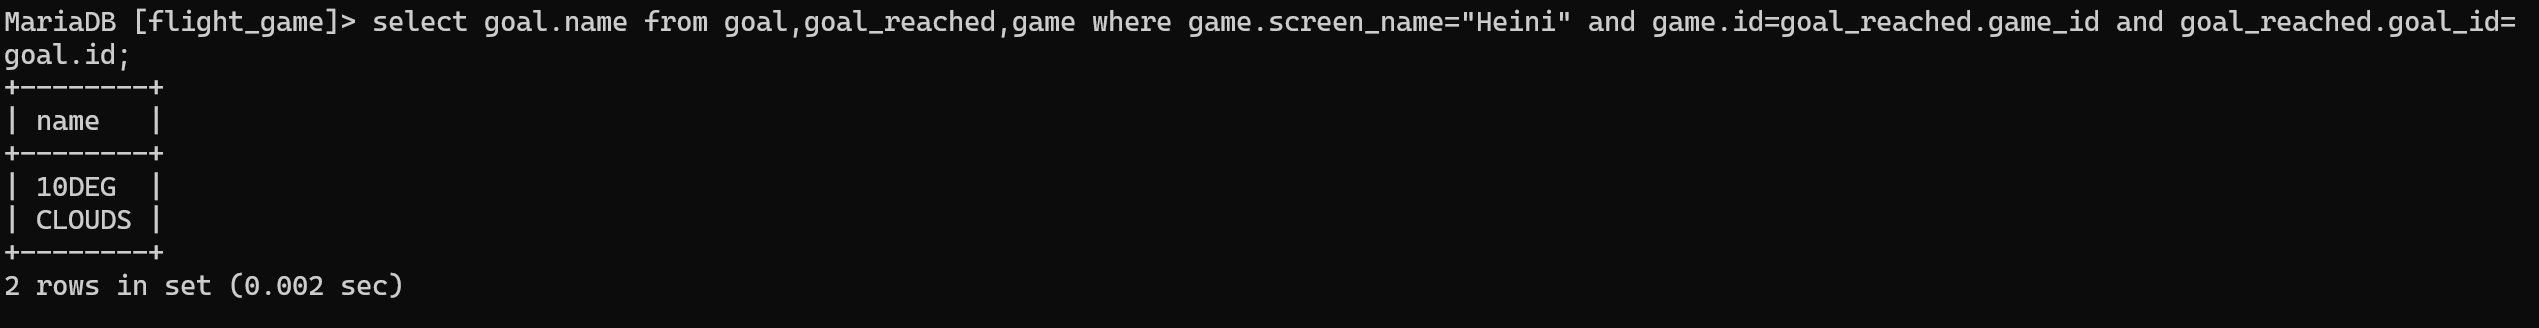 MariaDB [flight_game]> select goal.name from goal,goal_reached,game where game.screen_name="Heini" and game.id=goal_reached.game_id and goal_reached.goal_id=
goal.id;
+--------+
| name   |
+--------+
| 10DEG  |
| CLOUDS |
+--------+
2 rows in set (0.002 sec)